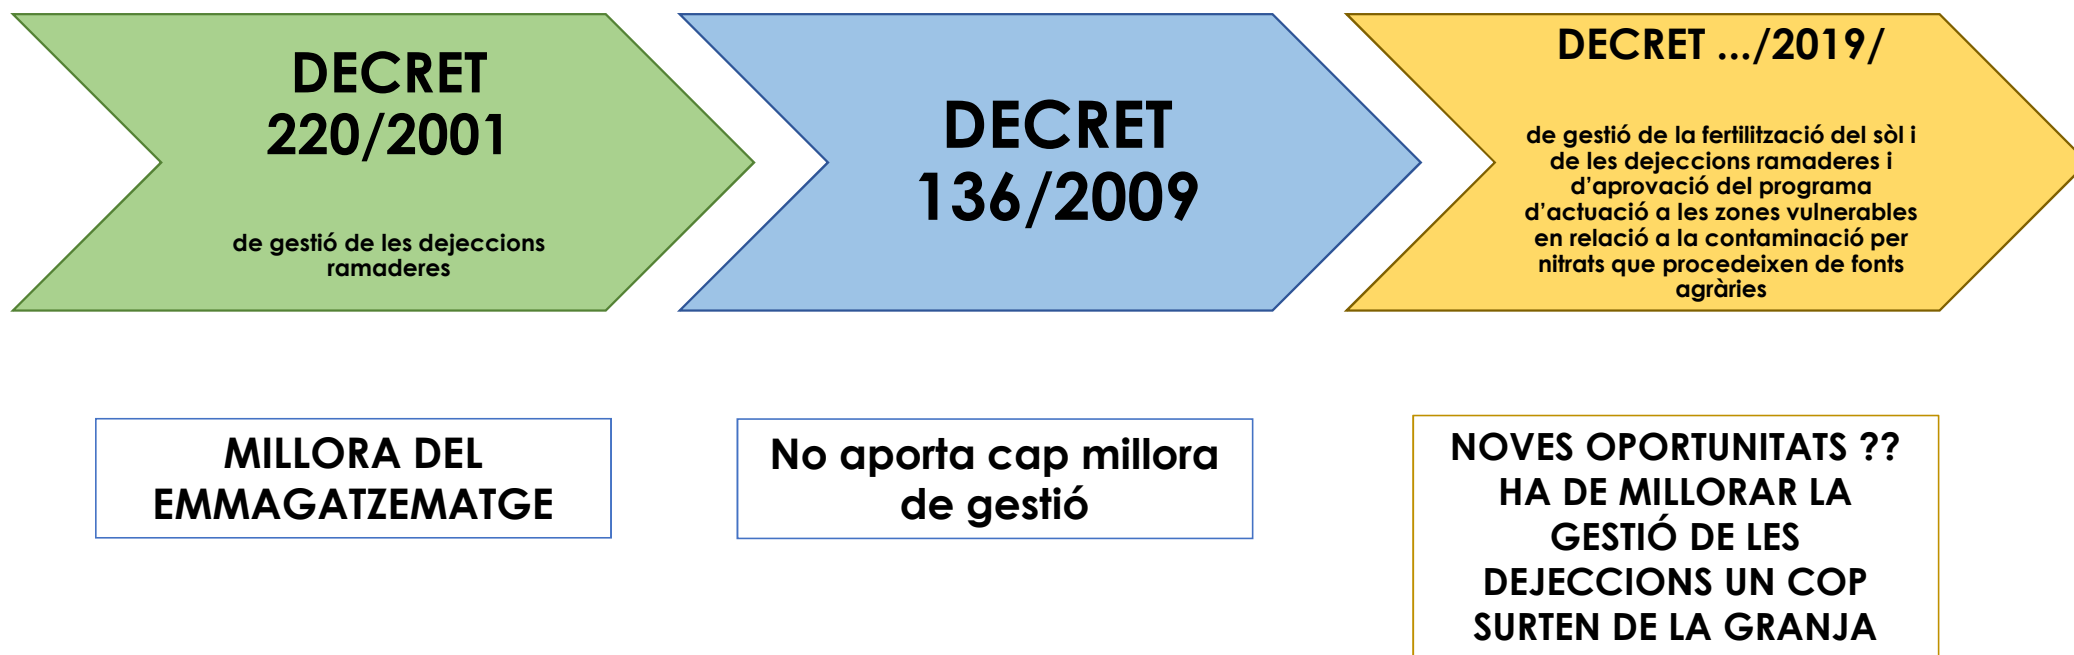 DECRET
220/2001
de gestió de les dejeccions
ramaderes
DECRET
136/2009
DECRET .../2019/
de gestió de la fertilització del sòl i
de les dejeccions ramaderes i
d’aprovació del programa
d’actuació a les zones vulnerables
en relació a la contaminació per
nitrats que procedeixen de fonts
agràries
MILLORA DEL
EMMAGATZEMATGE
No aporta cap millora
de gestió
NOVES OPORTUNITATS ??
HA DE MILLORAR LA
GESTIÓ DE LES
DEJECCIONS UN COP
SURTEN DE LA GRANJA